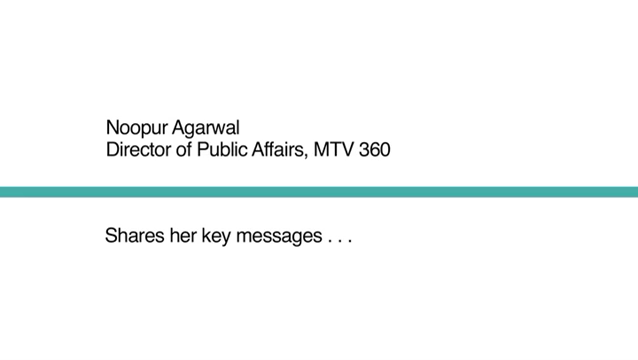 Noopur Agarwal
Director of Public Affairs, MTV 360
Shares her key messages . . .